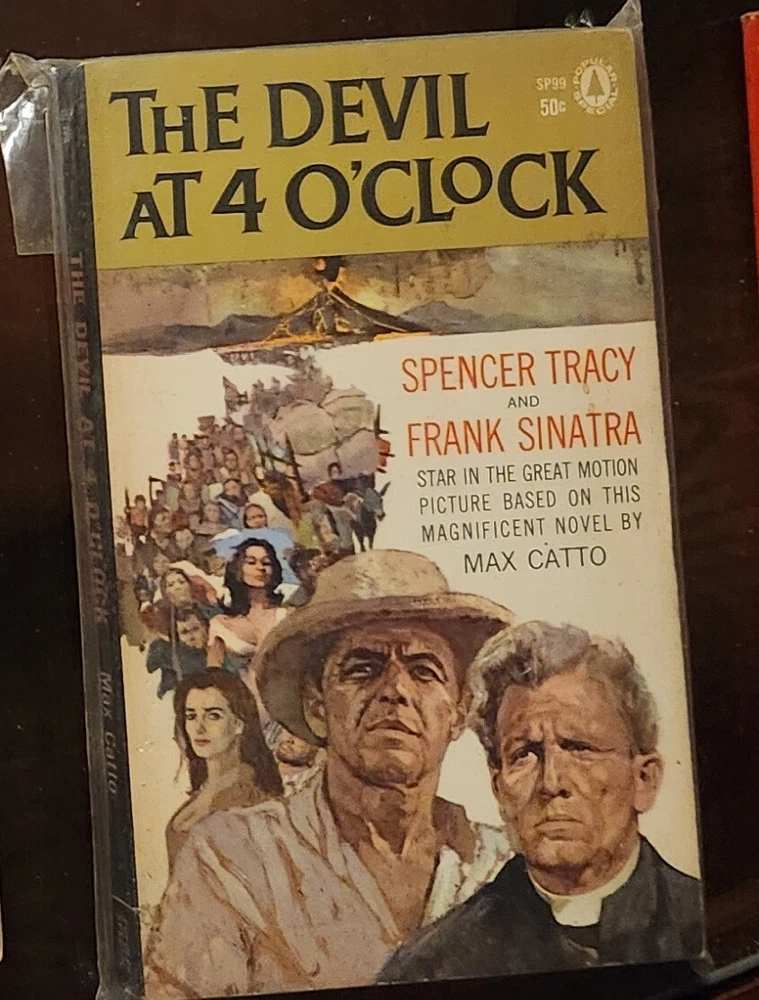 THE DEVIL
AT 4 O'CLOCK
SP99
50c
POPULAR
SPECIAL
SPENCER TRACY
AND
FRANK SINATRA
STAR IN THE GREAT MOTION
PICTURE BASED ON THIS
MAGNIFICENT NOVEL BY
MAX CATTO
THE DEVIL AT 4 O'CLOCK Max Catto